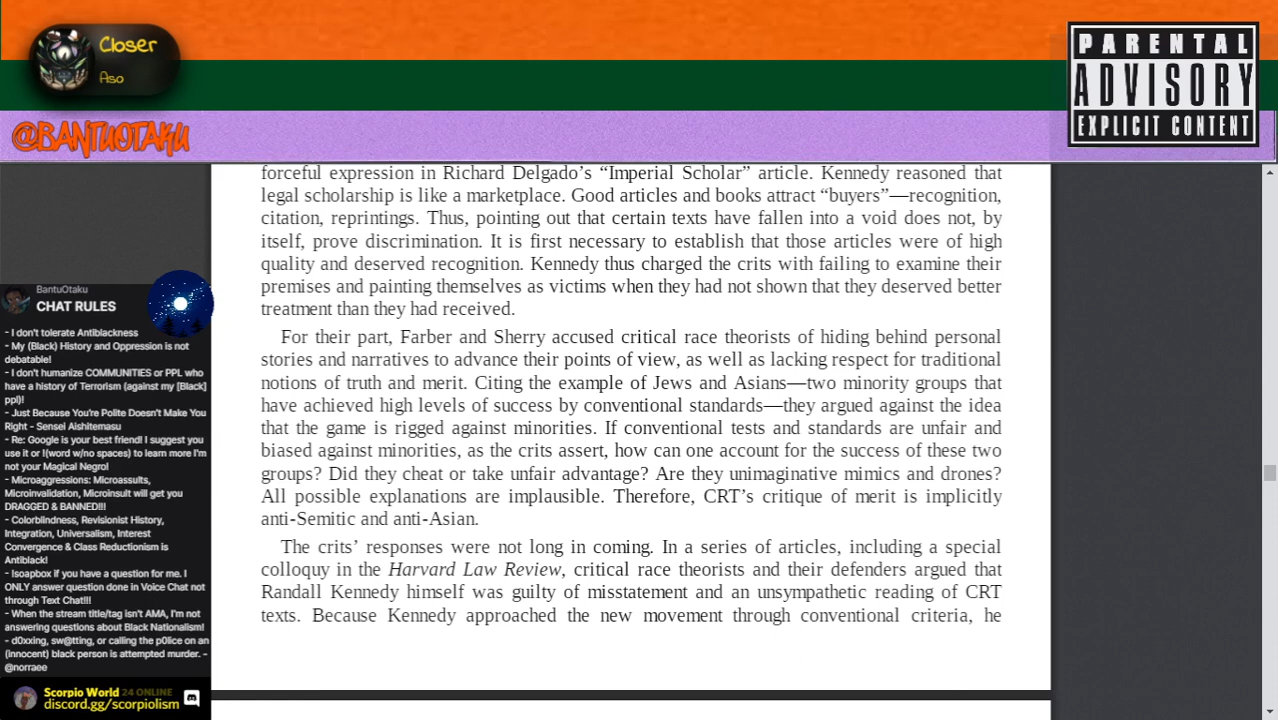 Closer
Aso
PARENTAL
ADVISORY
EXPLICIT CONTENT
@BANTUOTAKU
forceful expression in Richard Delgado’s “Imperial Scholar” article. Kennedy reasoned that
legal scholarship is like a marketplace. Good articles and books attract “buyers”—recognition,
citation, reprintings. Thus, pointing out that certain texts have fallen into a void does not, by
itself, prove discrimination. It is first necessary to establish that those articles were of high
quality and deserved recognition. Kennedy thus charged the crits with failing to examine their
premises and painting themselves as victims when they had not shown that they deserved better
treatment than they had received.
For their part, Farber and Sherry accused critical race theorists of hiding behind personal
stories and narratives to advance their points of view, as well as lacking respect for traditional
notions of truth and merit. Citing the example of Jews and Asians—two minority groups that
have achieved high levels of success by conventional standards—they argued against the idea
that the game is rigged against minorities. If conventional tests and standards are unfair and
biased against minorities, as the crits assert, how can one account for the success of these two
groups? Did they cheat or take unfair advantage? Are they unimaginative mimics and drones?
All possible explanations are implausible. Therefore, CRT’s critique of merit is implicitly
anti-Semitic and anti-Asian.
The crits’ responses were not long in coming. In a series of articles, including a special
colloquy in the Harvard Law Review, critical race theorists and their defenders argued that
Randall Kennedy himself was guilty of misstatement and an unsympathetic reading of CRT
texts. Because Kennedy approached the new movement through conventional criteria, he
BantuOtaku
CHAT RULES
- I don't tolerate Antiblackness
- My (Black) History and Oppression is not
debatable!
- I don't humanize COMMUNITIES or PPL who
have a history of Terrorism (against my [Black]
ppl)!
- Just Because You're Polite Doesn't Make You
Right - Sensei Aishitemasu
- Re: Google is your best friend! I suggest you
use it or !(word w/no spaces) to learn more I'm
not your Magical Negro!
- Microaggressions: Microassults,
Microinvalidation, Microinsult will get you
DRAGGED & BANNED!!!
- Colorblindness, Revisionist History,
Integration, Universalism, Interest
Convergence & Class Reductionism is
Antiblack!
- !soapbox if you have a question for me. I
ONLY answer question done in Voice Chat not
through Text Chat!!!
- When the stream title/tag isn't AMA, I'm not
answering questions about Black Nationalism!
- d0xxing, sw@tting, or calling the p0lice on an
(innocent) black person is attempted murder. -
@norraee
Scorpio World 24 ONLINE
discord.gg/scorpiolism